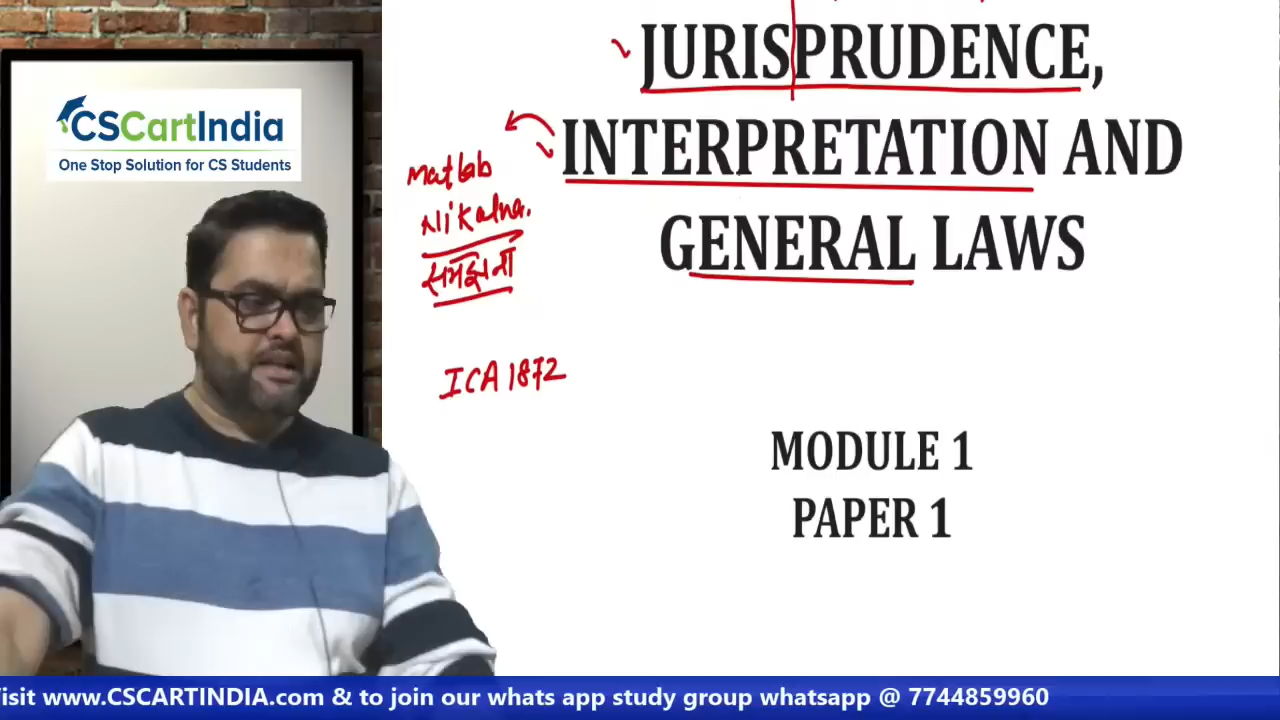 CSCartIndia
One Stop Solution for CS Students
JURISPRUDENCE,
INTERPRETATION AND
GENERAL LAWS
Matlab
Nikalna.
समझना
ICA 1872
MODULE 1
PAPER 1
isit www.CSCARTINDIA.com & to join our whats app study group whatsapp @ 7744859960